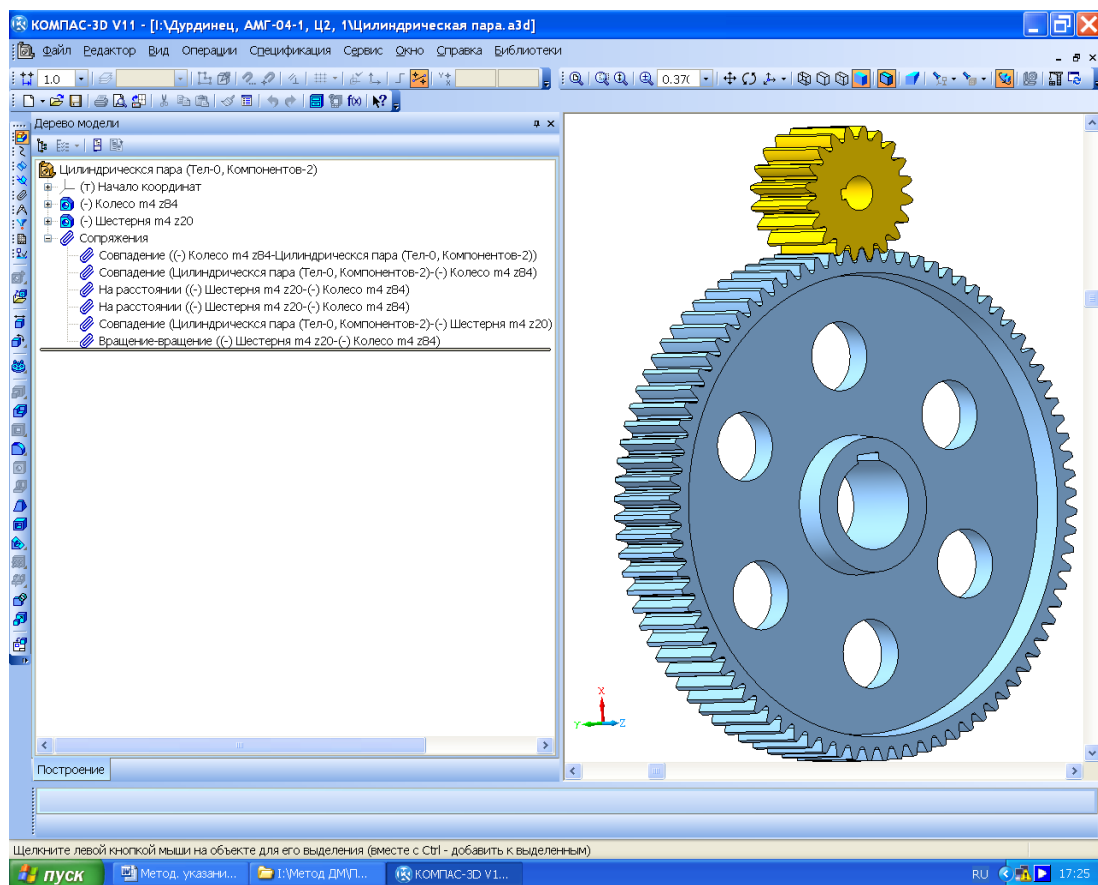 КОМПАС-3D V11 - [I:\Дурдинец, АМГ-04-1, Ц2, 1\Цилиндрическая пара.a3d]
Файл Редактор Вид Операции Спецификация Сервис Окно Справка Библиотеки
1.0 0.37(
f(x)
Дерево модели
Цилиндрическся пара (Тел-0, Компонентов-2)
(т) Начало координат
(-) Колесо m4 z84
(-) Шестерня m4 z20
Сопряжения
Совпадение ((-) Колесо m4 z84-Цилиндрическся пара (Тел-0, Компонентов-2))
Совпадение (Цилиндрическся пара (Тел-0, Компонентов-2)-(-) Колесо m4 z84)
На расстоянии ((-) Шестерня m4 z20-(-) Колесо m4 z84)
На расстоянии ((-) Шестерня m4 z20-(-) Колесо m4 z84)
Совпадение (Цилиндрическся пара (Тел-0, Компонентов-2)-(-) Шестерня m4 z20)
Вращение-вращение ((-) Шестерня m4 z20-(-) Колесо m4 z84)
X
Y Z
Построение
Щелкните левой кнопкой мыши на объекте для его выделения (вместе с Ctrl - добавить к выделенным)
пуск Метод. указани... I:\Метод ДМ\П... КОМПАС-3D V1... RU 17:25